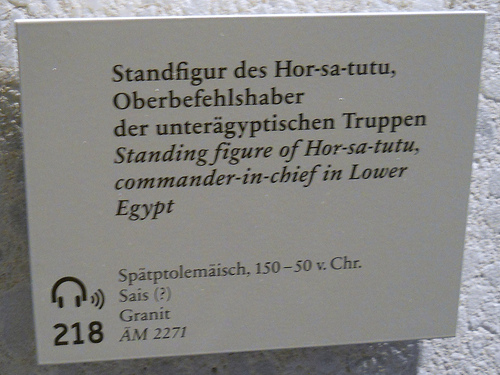 Standfigur des Hor-sa-tutu,
Oberbefehlshaber
der unterägyptischen Truppen
Standing figure of Hor-sa-tutu,
commander-in-chief in Lower
Egypt
Spätptolemäisch, 150–50 v. Chr.
Sais (?)
Granit
ÄM 2271
218